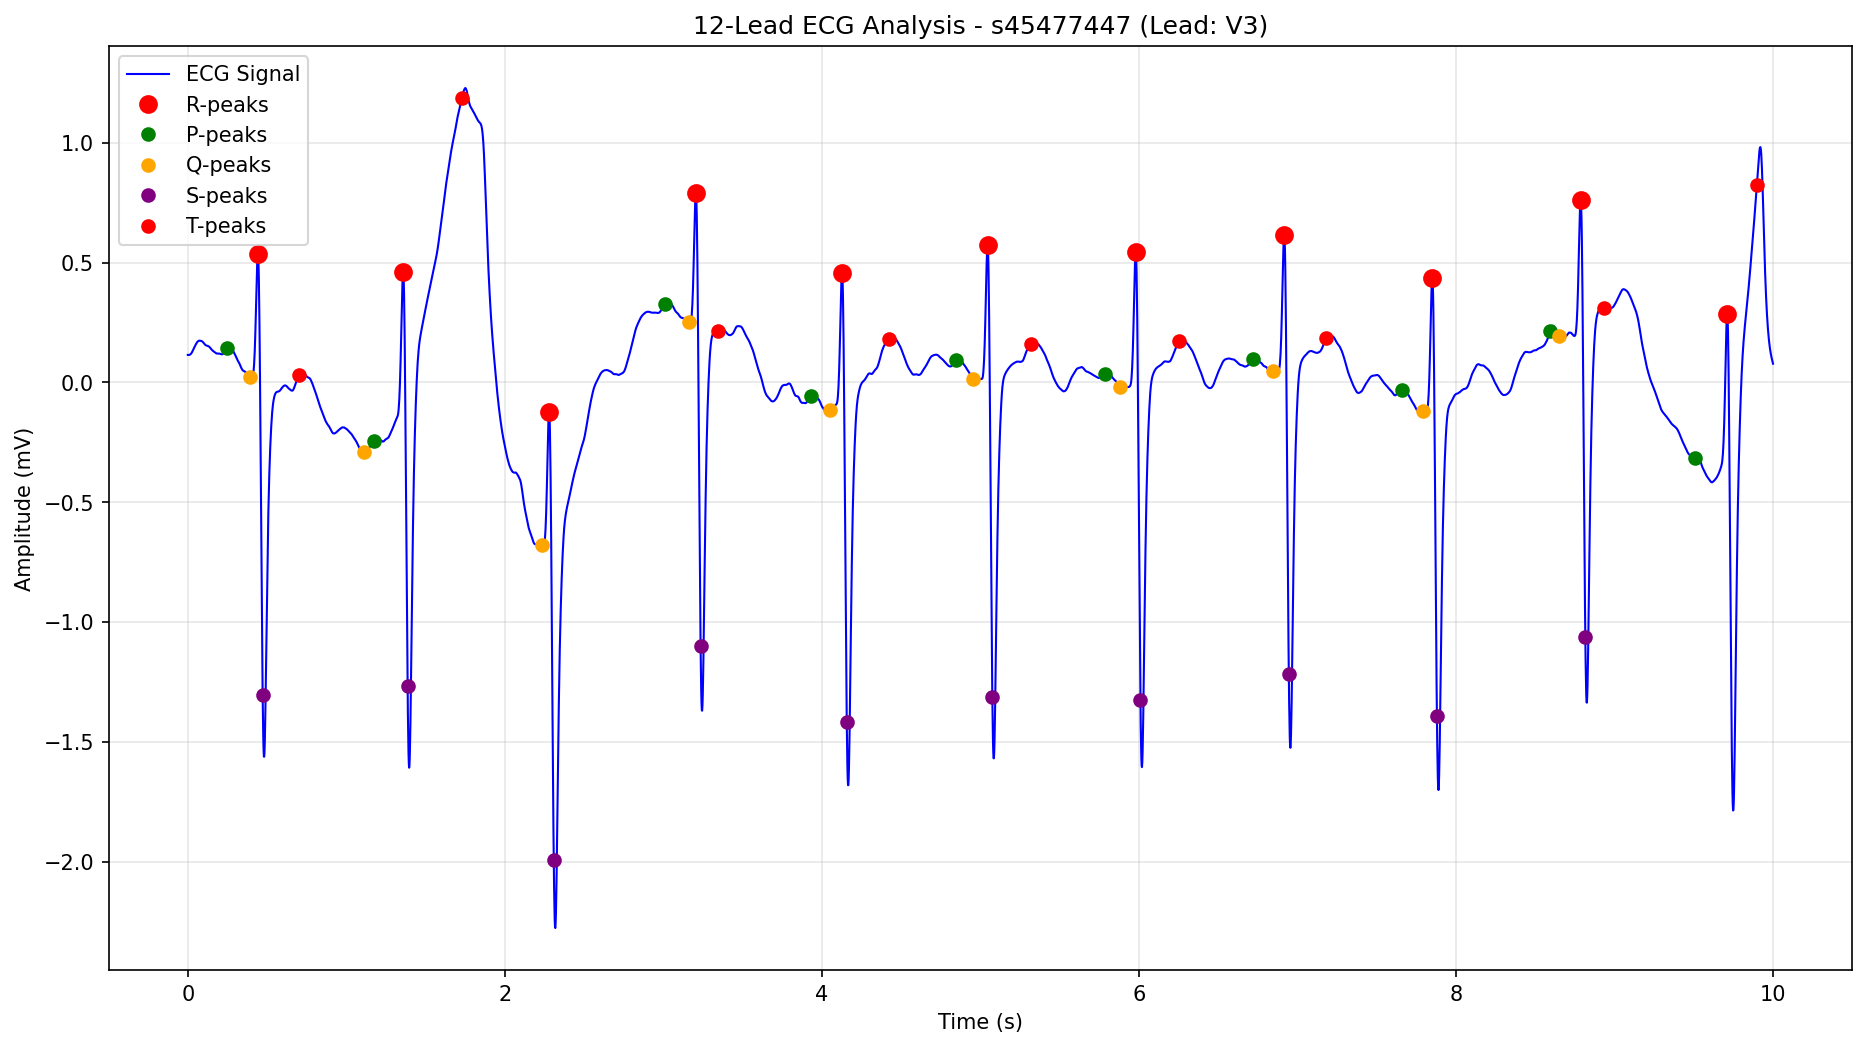 12-Lead ECG Analysis - s45477447 (Lead: V3)
ECG Signal
R-peaks
P-peaks
Q-peaks
S-peaks
T-peaks
1.0
0.5
0.0
−0.5
−1.0
−1.5
−2.0
Amplitude (mV)
0 2 4 6 8 10
Time (s)